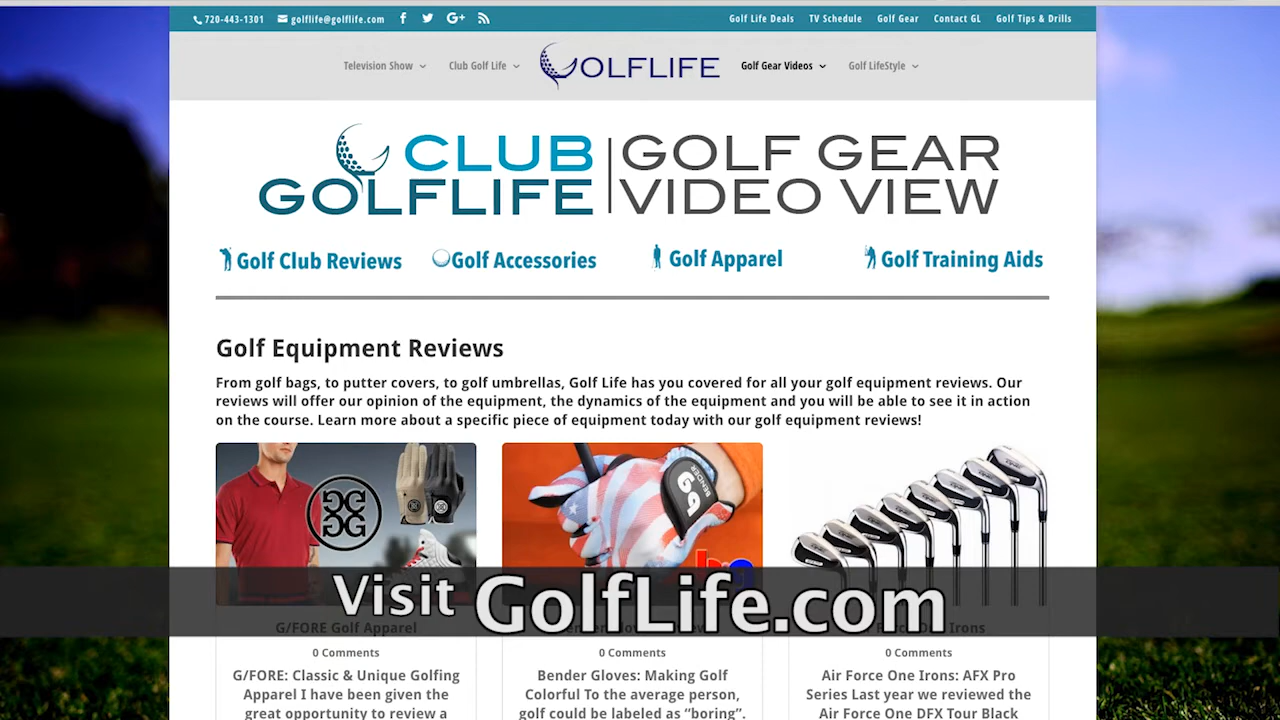 720-443-1301 golflife@golflife.com
Golf Life Deals TV Schedule Golf Gear Contact GL Golf Tips & Drills
Television Show Club Golf Life GOLFLIFE Golf Gear Videos Golf LifeStyle
CLUB GOLFLIFE
GOLF GEAR VIDEO VIEW
Golf Club Reviews Golf Accessories Golf Apparel Golf Training Aids
Golf Equipment Reviews
From golf bags, to putter covers, to golf umbrellas, Golf Life has you covered for all your golf equipment reviews. Our
reviews will offer our opinion of the equipment, the dynamics of the equipment and you will be able to see it in action
on the course. Learn more about a specific piece of equipment today with our golf equipment reviews!
BENDER
bg
Visit GolfLife.com
G/FORE Golf Apparel
Irons
0 Comments
0 Comments
0 Comments
G/FORE: Classic & Unique Golfing
Apparel I have been given the
great opportunity to review a
Bender Gloves: Making Golf
Colorful To the average person,
golf could be labeled as “boring”.
Air Force One Irons: AFX Pro
Series Last year we reviewed the
Air Force One DFX Tour Black